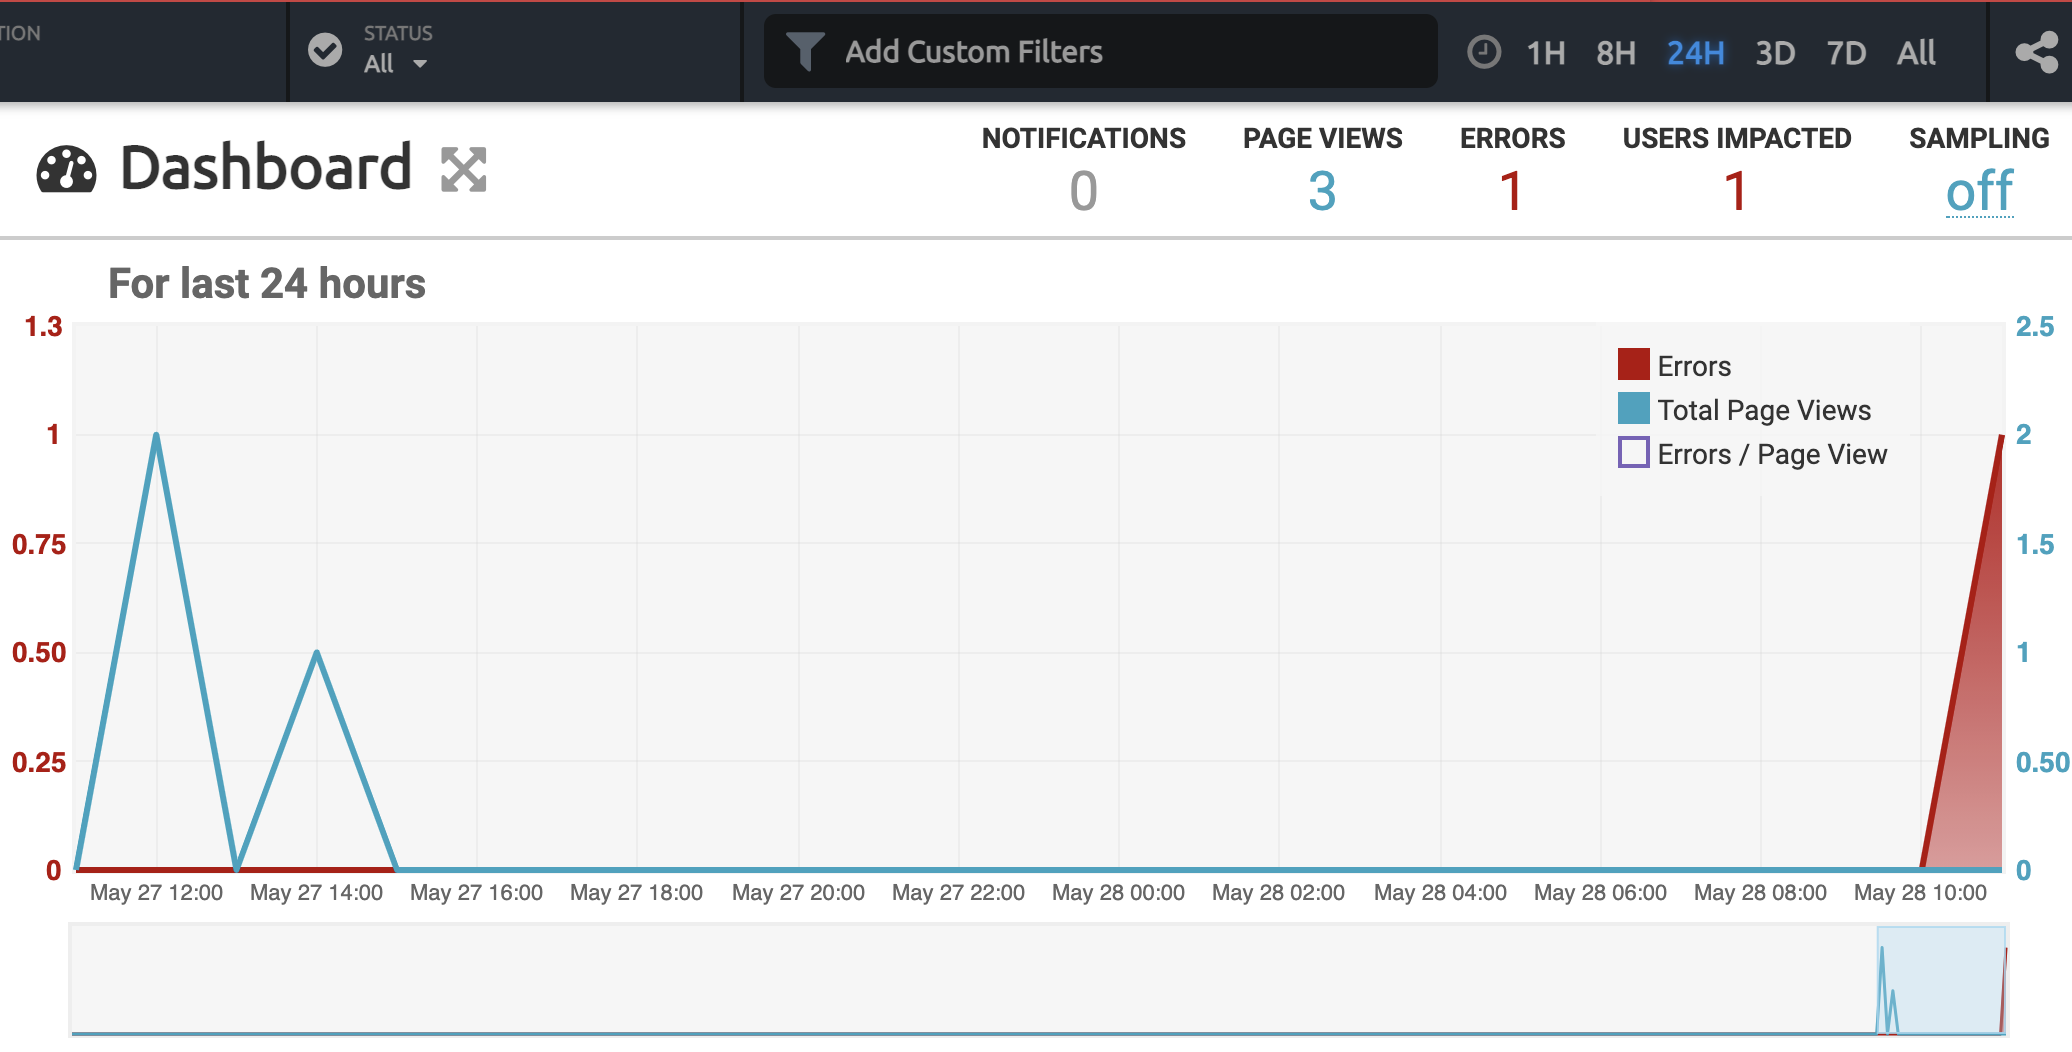 TION
STATUS
All
Add Custom Filters
1H 8H 24H 3D 7D All
Dashboard
NOTIFICATIONS
0
PAGE VIEWS
3
ERRORS
1
USERS IMPACTED
1
SAMPLING
off
For last 24 hours
1.3
1
0.75
0.50
0.25
0
2.5
2
1.5
1
0.50
0
Errors
Total Page Views
Errors / Page View
May 27 12:00 May 27 14:00 May 27 16:00 May 27 18:00 May 27 20:00 May 27 22:00 May 28 00:00 May 28 02:00 May 28 04:00 May 28 06:00 May 28 08:00 May 28 10:00